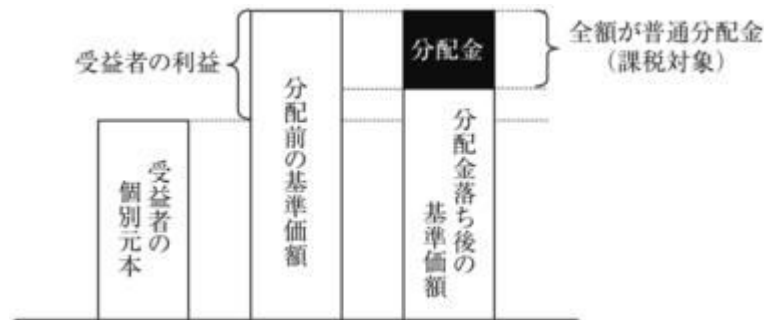 受益者の利益
受益者の
個別元本
分配前の基準価額
分配金
分配金落ち後の
基準価額
全額が普通分配金
（課税対象）